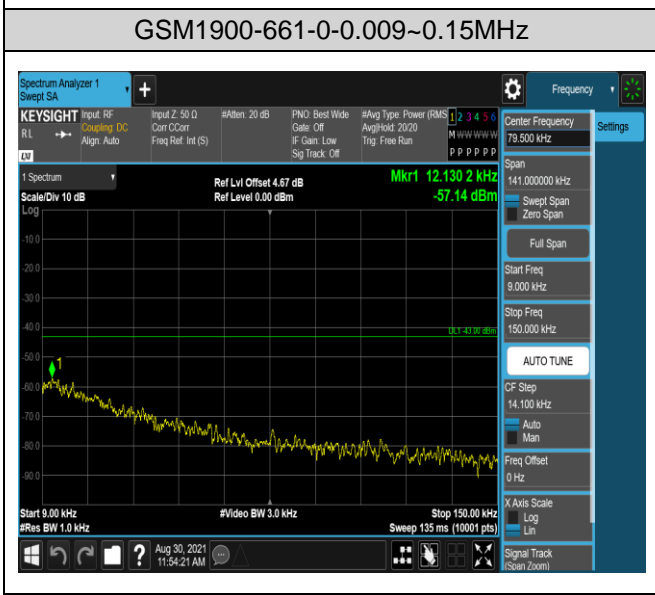 GSM1900-661-0-0.009~0.15MHz
Spectrum Analyzer 1
Swept SA
+
Frequency
KEYSIGHT Input: RF Input Z: 50 Ω #Atten: 20 dB PNO: Best Wide #Avg Type: Power (RMS 1 2 3 4 5 6
RL Coupling: DC Corr CCorr Gate: Off Avg|Hold: 20/20 M W W W W W
Align: Auto Freq Ref: Int (S) IF Gain: Low Trig: Free Run
LXI Sig Track: Off P P P P P P
Center Frequency
79.500 kHz
Settings
1 Spectrum
Ref Lvl Offset 4.67 dB
Mkr1 12.130 2 kHz
Scale/Div 10 dB
Ref Level 0.00 dBm
-57.14 dBm
Log
-10.0
-20.0
-30.0
-40.0
DL1 -43.00 dBm
-50.0
1
-60.0
-70.0
-80.0
-90.0
Start 9.00 kHz
#Video BW 3.0 kHz
Stop 150.00 kHz
#Res BW 1.0 kHz
Sweep 135 ms (10001 pts)
Span
141.000000 kHz
Swept Span
Zero Span
Full Span
Start Freq
9.000 kHz
Stop Freq
150.000 kHz
AUTO TUNE
CF Step
14.100 kHz
Auto
Man
Freq Offset
0 Hz
X Axis Scale
Log
Lin
Signal Track
(Span Zoom)
?
Aug 30, 2021
11:54:21 AM